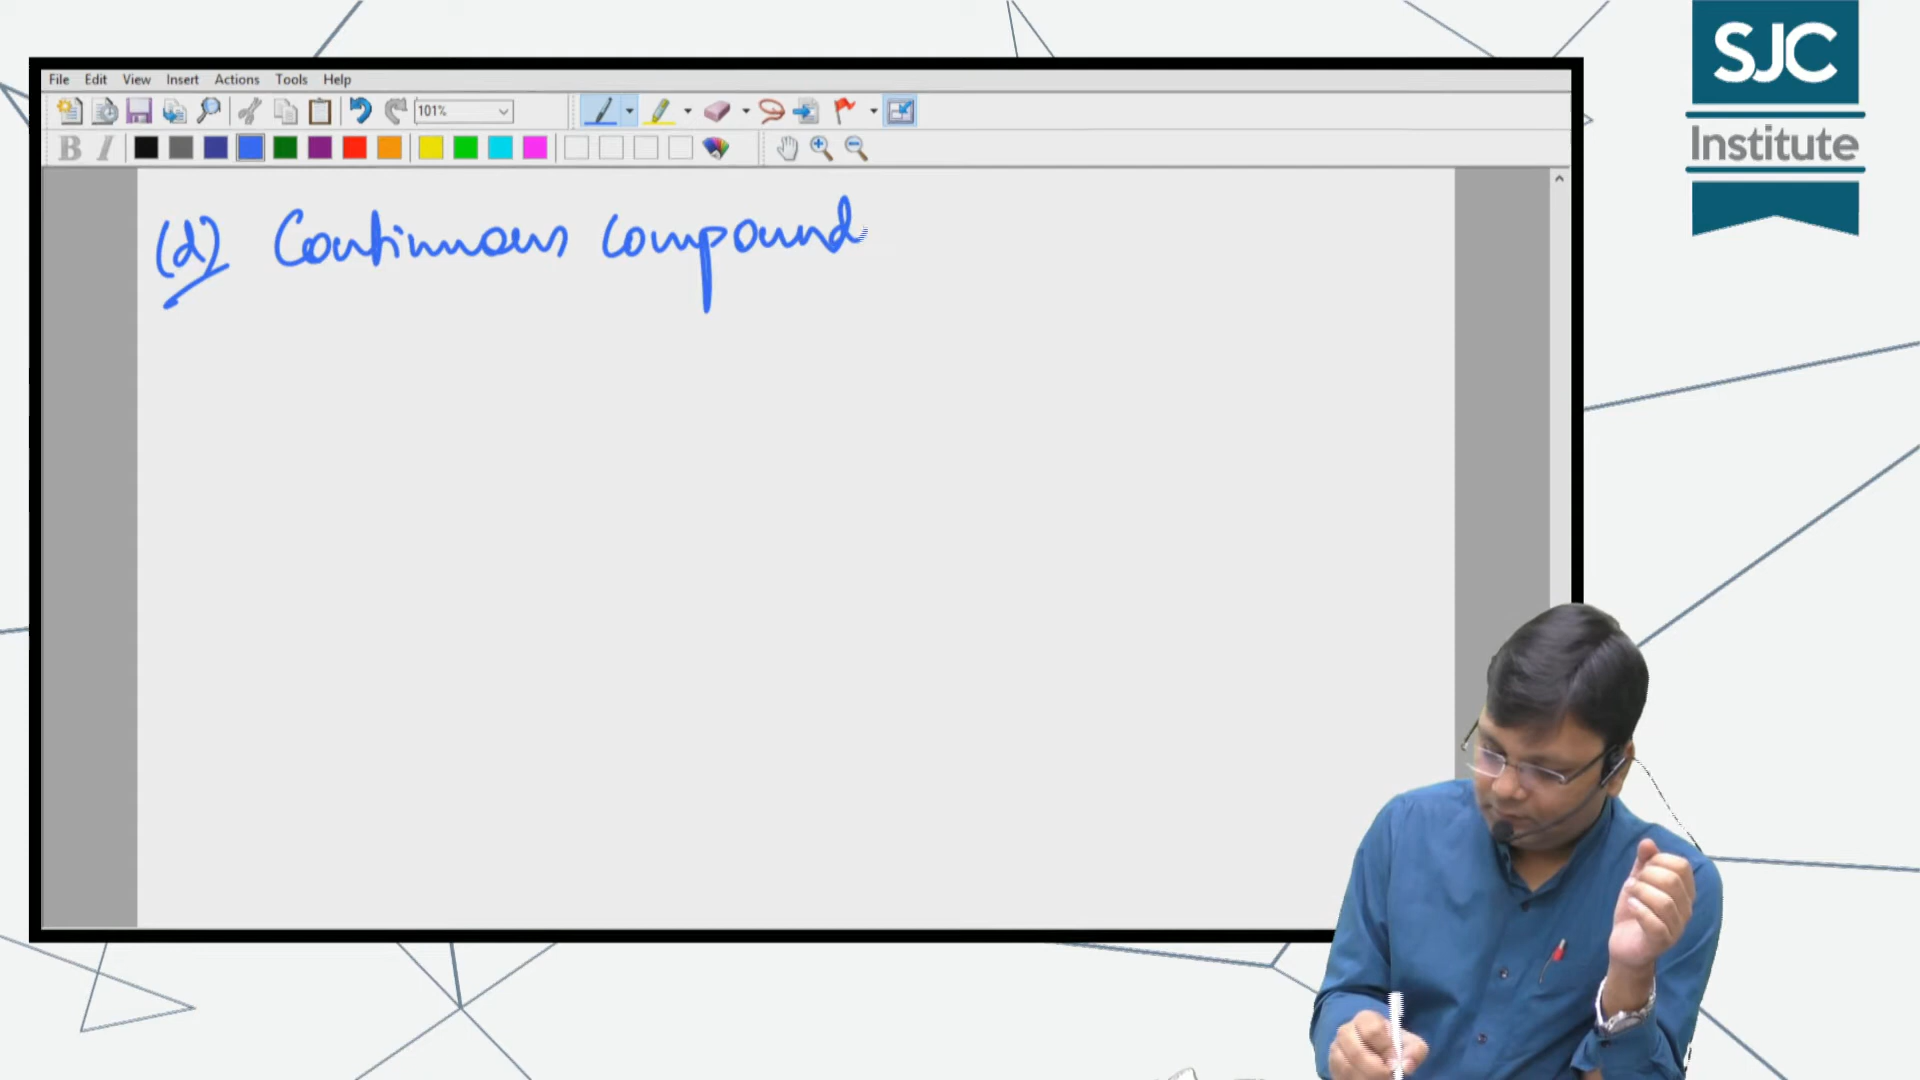 SJC
Institute
File Edit View Insert Actions Tools Help
101%
B I
(d) Continuous compound